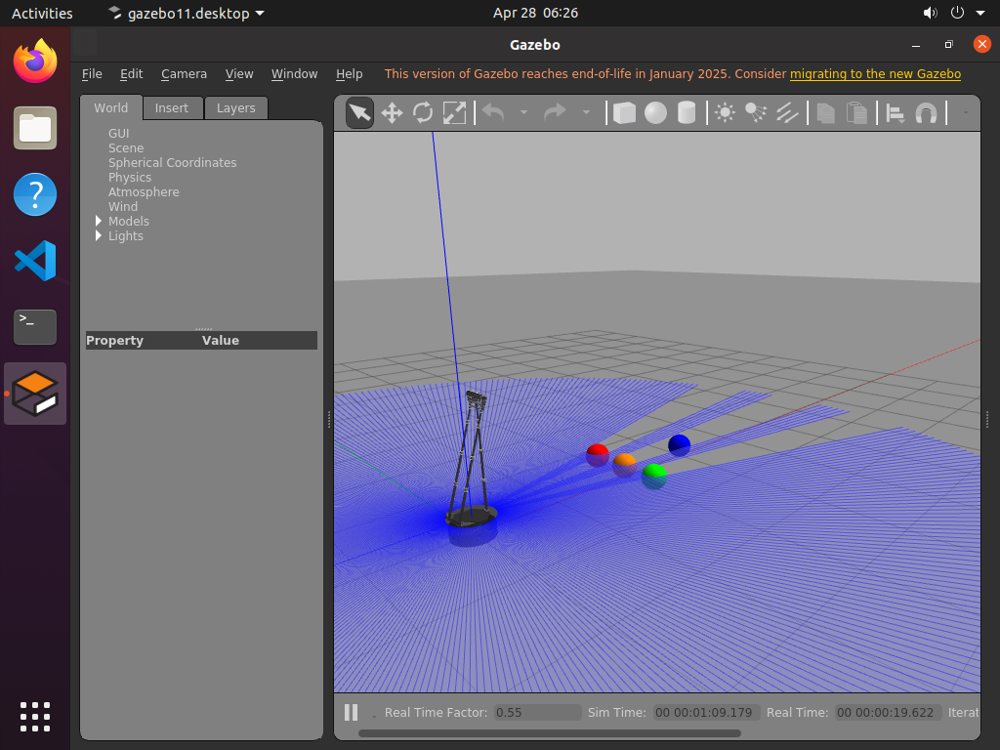 Activities gazebo11.desktop Apr 28 06:26
Gazebo
File Edit Camera View Window Help This version of Gazebo reaches end-of-life in January 2025. Consider migrating to the new Gazebo
World Insert Layers
GUI
Scene
Spherical Coordinates
Physics
Atmosphere
Wind
Models
Lights
Property Value
Real Time Factor: 0.55 Sim Time: 00 00:01:09.179 Real Time: 00 00:00:19.622 Iterat